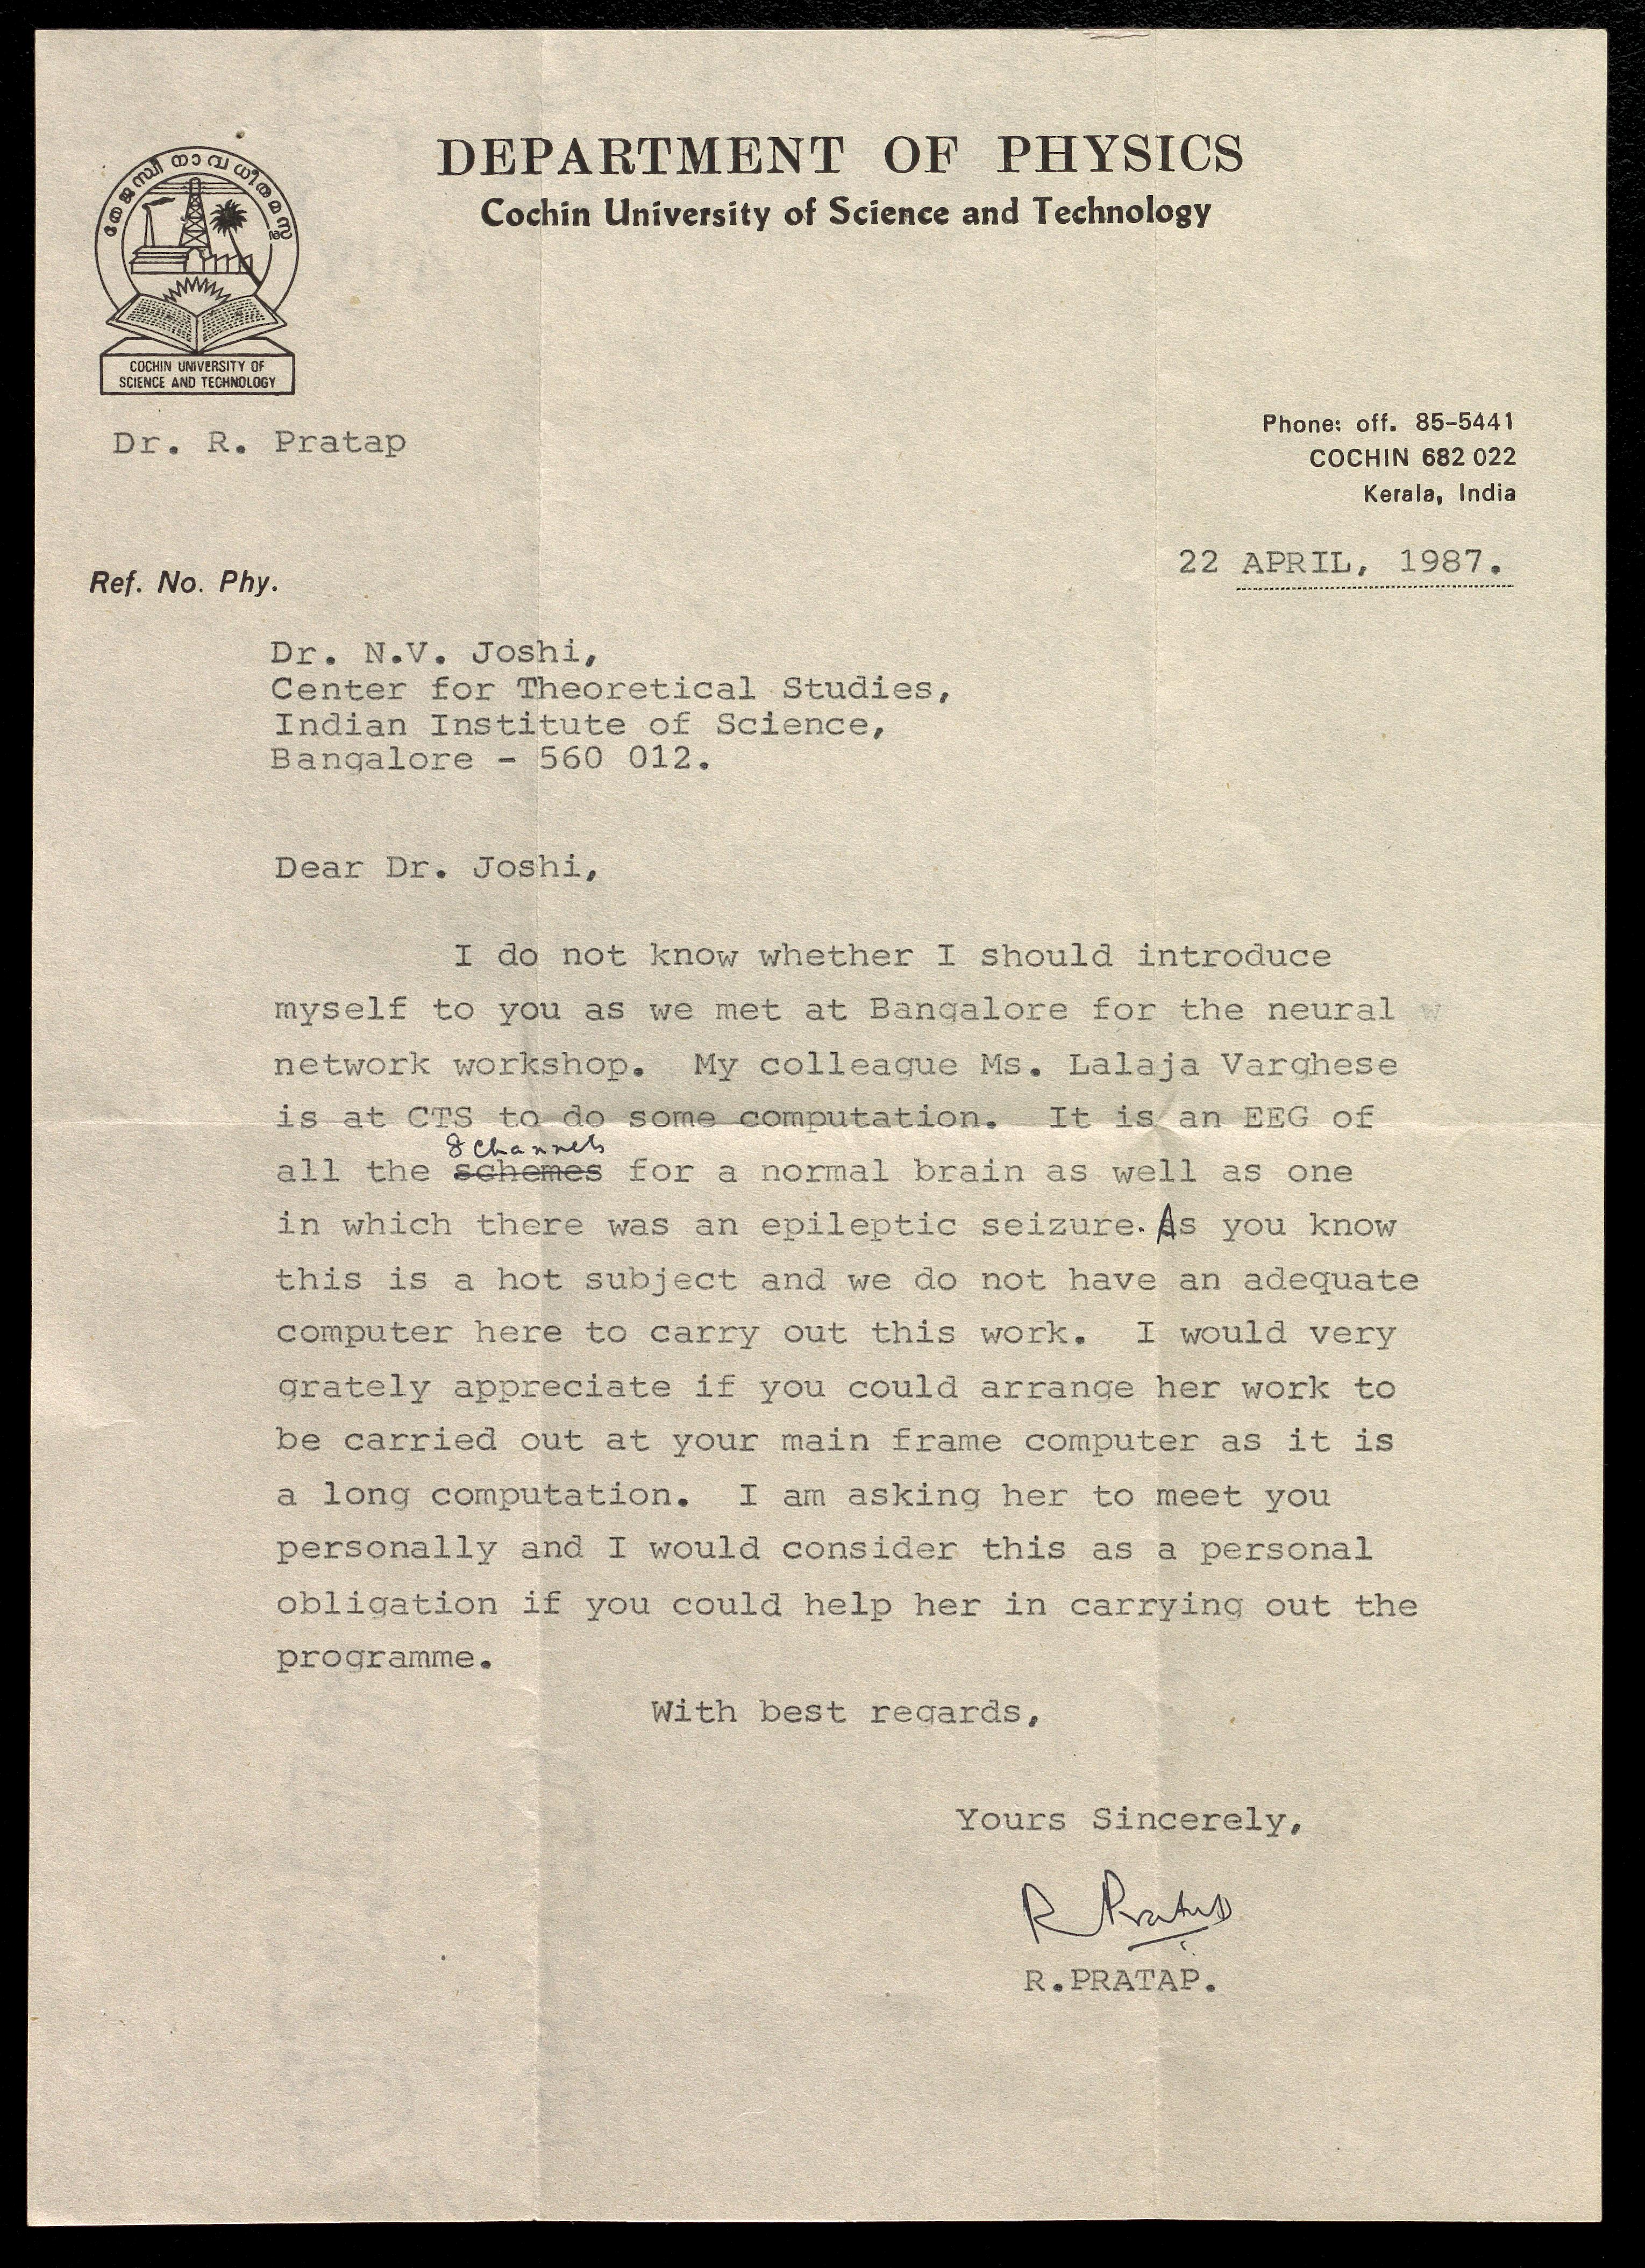 DEPARTMENT OF PHYSICS
Cochin University of Science and Technology
തേജസ്വി നാവധീതമസ്തു
COCHIN UNIVERSITY OF
SCIENCE AND TECHNOLOGY
Dr. R. Pratap
Phone: off. 85-5441
COCHIN 682 022
Kerala, India
22 APRIL, 1987.
Ref. No. Phy.
Dr. N.V. Joshi,
Center for Theoretical Studies,
Indian Institute of Science,
Bangalore - 560 012.
Dear Dr. Joshi,
I do not know whether I should introduce
myself to you as we met at Bangalore for the neural w
network workshop. My colleague Ms. Lalaja Varghese
is at CTS to do some computation. It is an EEG of
8 channels
all the schemes for a normal brain as well as one
in which there was an epileptic seizure. As you know
this is a hot subject and we do not have an adequate
computer here to carry out this work. I would very
grately appreciate if you could arrange her work to
be carried out at your main frame computer as it is
a long computation. I am asking her to meet you
personally and I would consider this as a personal
obligation if you could help her in carrying out the
programme.
With best regards,
Yours Sincerely,
R Pratap
R.PRATAP.